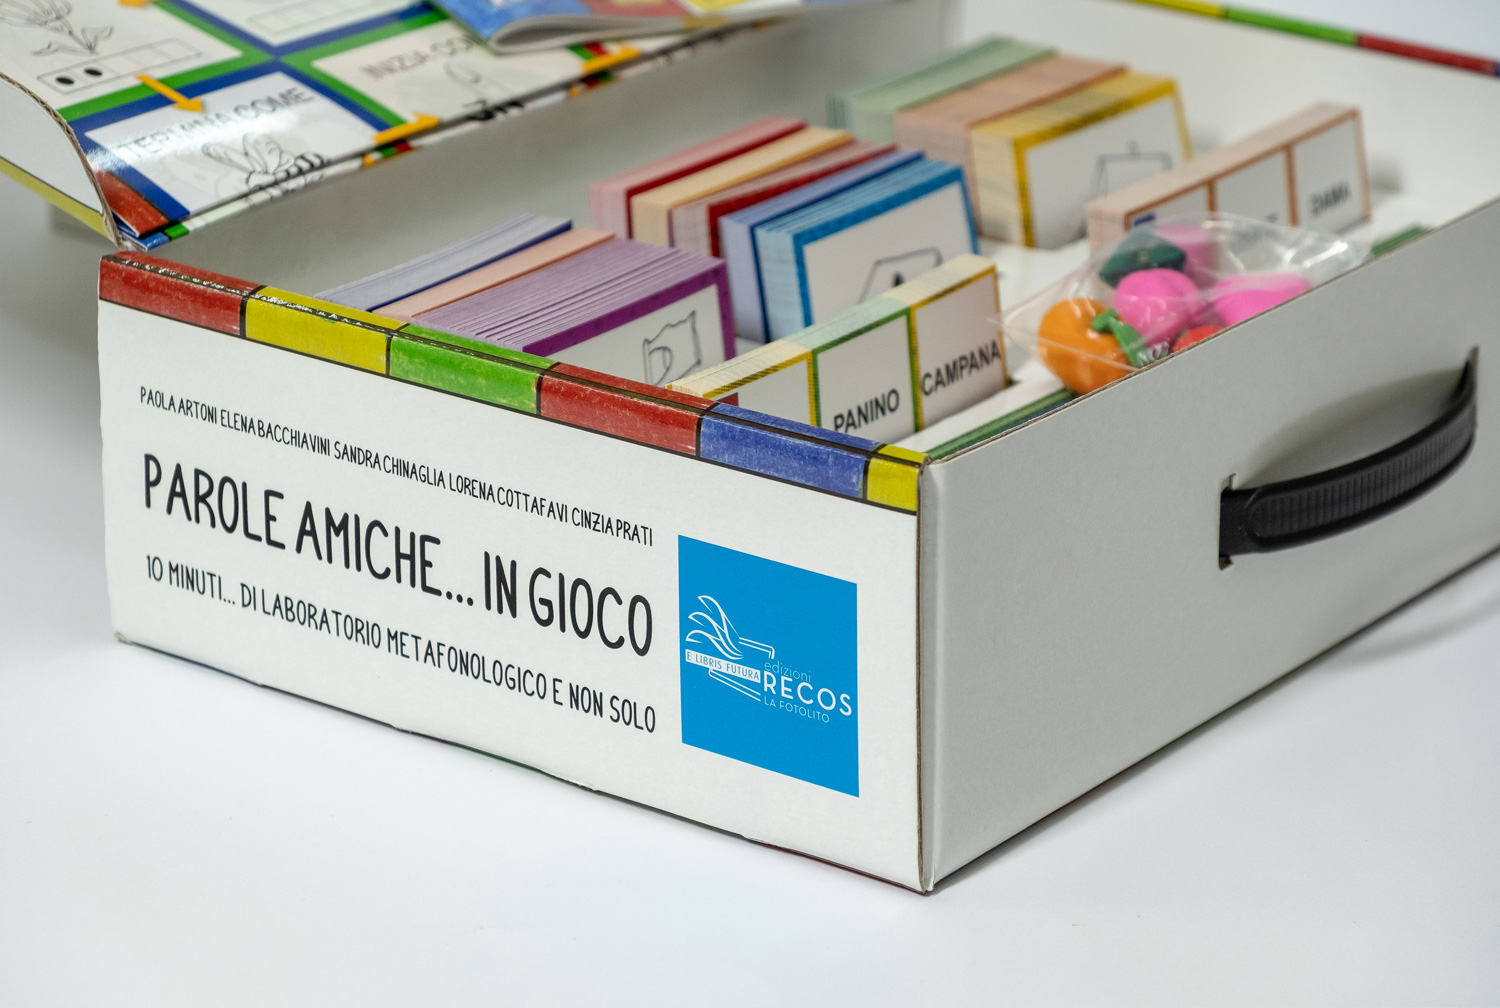 INIZIA CO
TERMINA COME
DAMA
PANINO
CAMPANA
PAOLA ARTONI ELENA BACCHIAVINI SANDRA CHINAGLIA LORENA COTTAFAVI CINZIA PRATI
PAROLE AMICHE... IN GIOCO
10 MINUTI... DI LABORATORIO METAFONOLOGICO E NON SOLO
E LIBRIS FUTURA
edizioni
RECOS
LA FOTOLITO